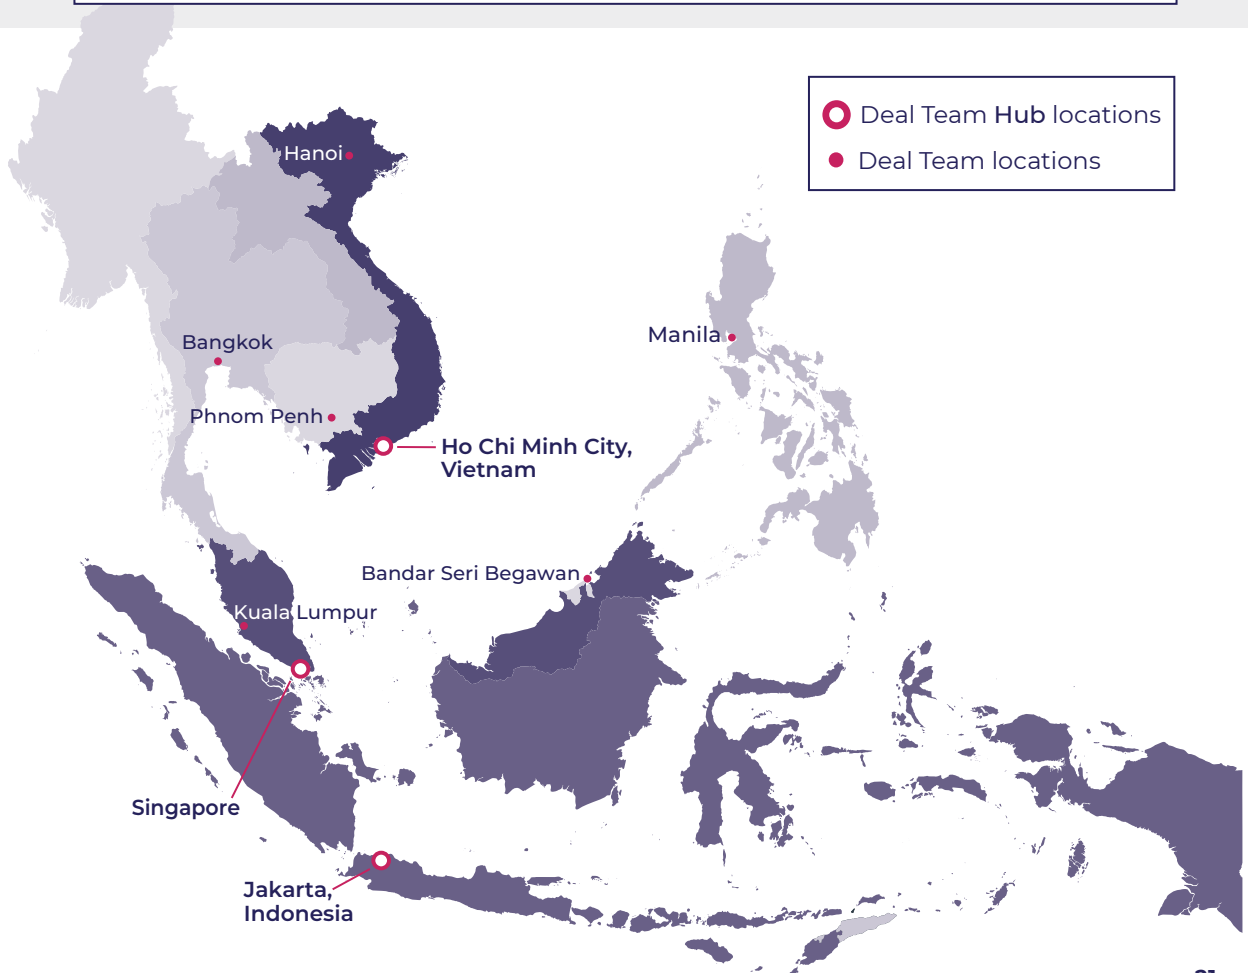 Deal Team Hub locations
Deal Team locations
Hanoi
Manila
Bangkok
Phnom Penh
Ho Chi Minh City,
Vietnam
Bandar Seri Begawan
Kuala Lumpur
Singapore
Jakarta,
Indonesia